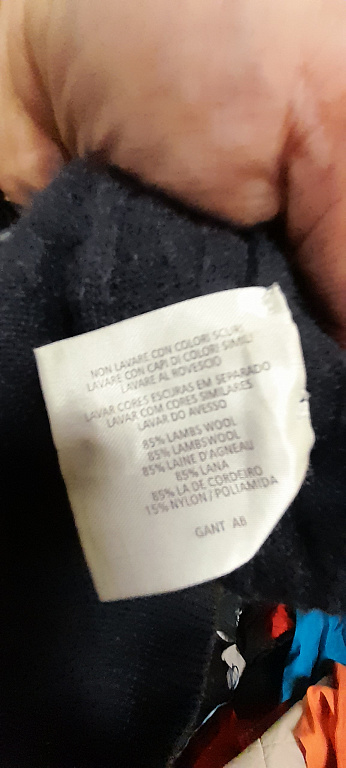 NON LAVARE CON COLORI SCURI
LAVARE CON CAPI DI COLORI SIMILI
LAVARE AL ROVESCIO
LAVAR CORES ESCURAS EM SEPARADO
LAVAR COM CORES SIMILARES
LAVAR DO AVESSO
85% LAMBS WOOL
85% LAMBSWOOL
85% LAINE D'AGNEAU
85% LANA
85% LA DE CORDEIRO
15% NYLON / POLIAMIDA
GANT AB